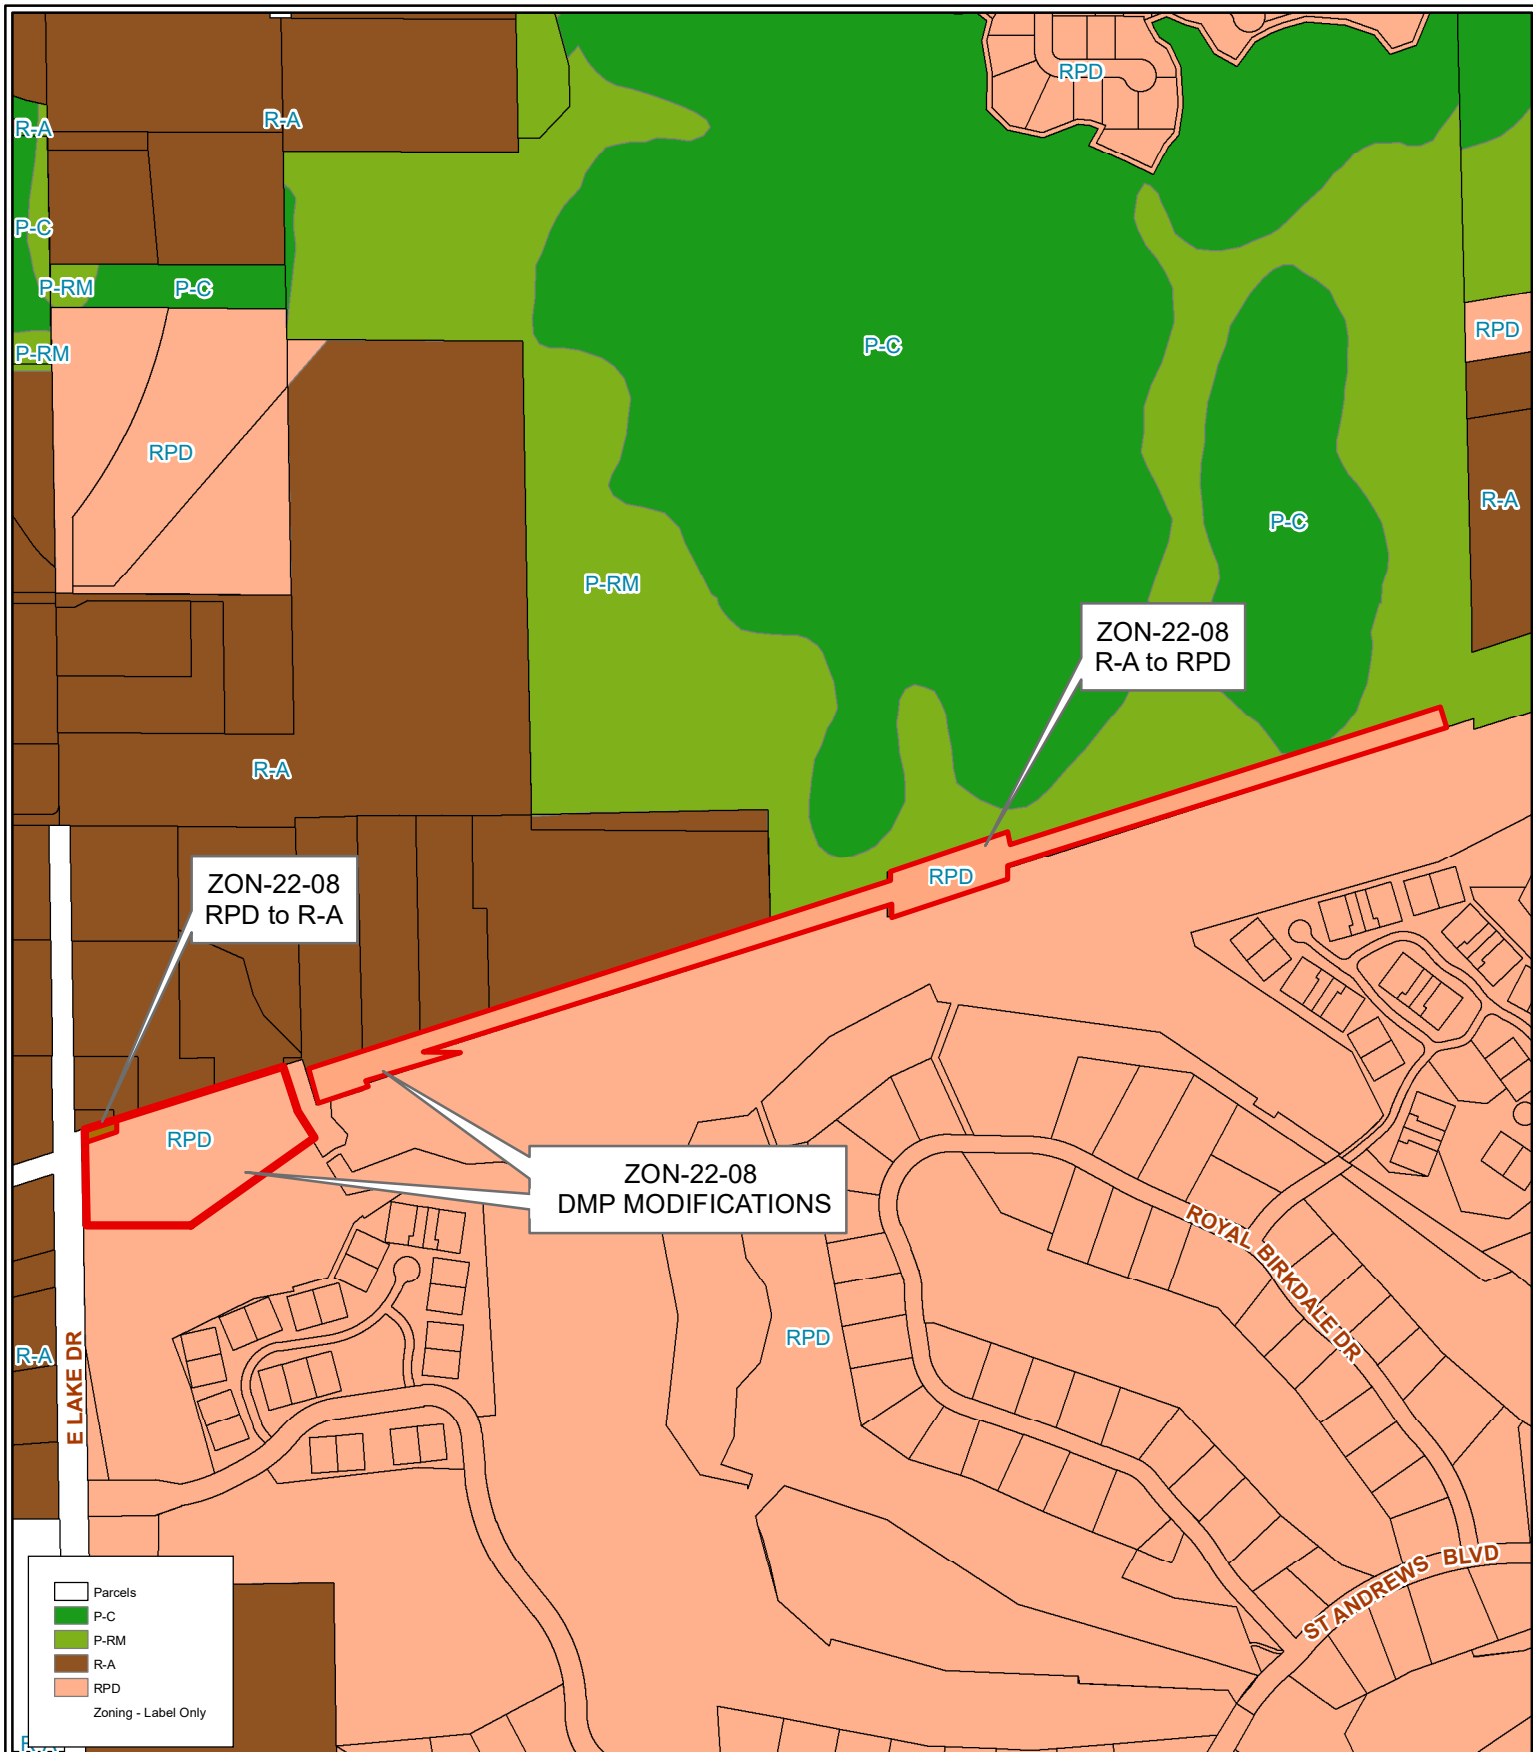 RPD
R-A
R-A
P-C
P-RM
P-C
RPD
P-RM
P-C
RPD
R-A
P-C
P-RM
ZON-22-08
R-A to RPD
R-A
ZON-22-08
RPD to R-A
RPD
RPD
ZON-22-08
DMP MODIFICATIONS
ROYAL BIRKDALE DR
RPD
R-A
E LAKE DR
ST ANDREWS BLVD
Parcels
P-C
P-RM
R-A
RPD
Zoning - Label Only